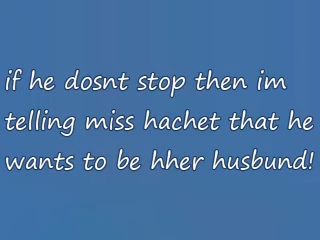 if he dosnt stop then im
telling miss hachet that he
wants to be hher husbund!